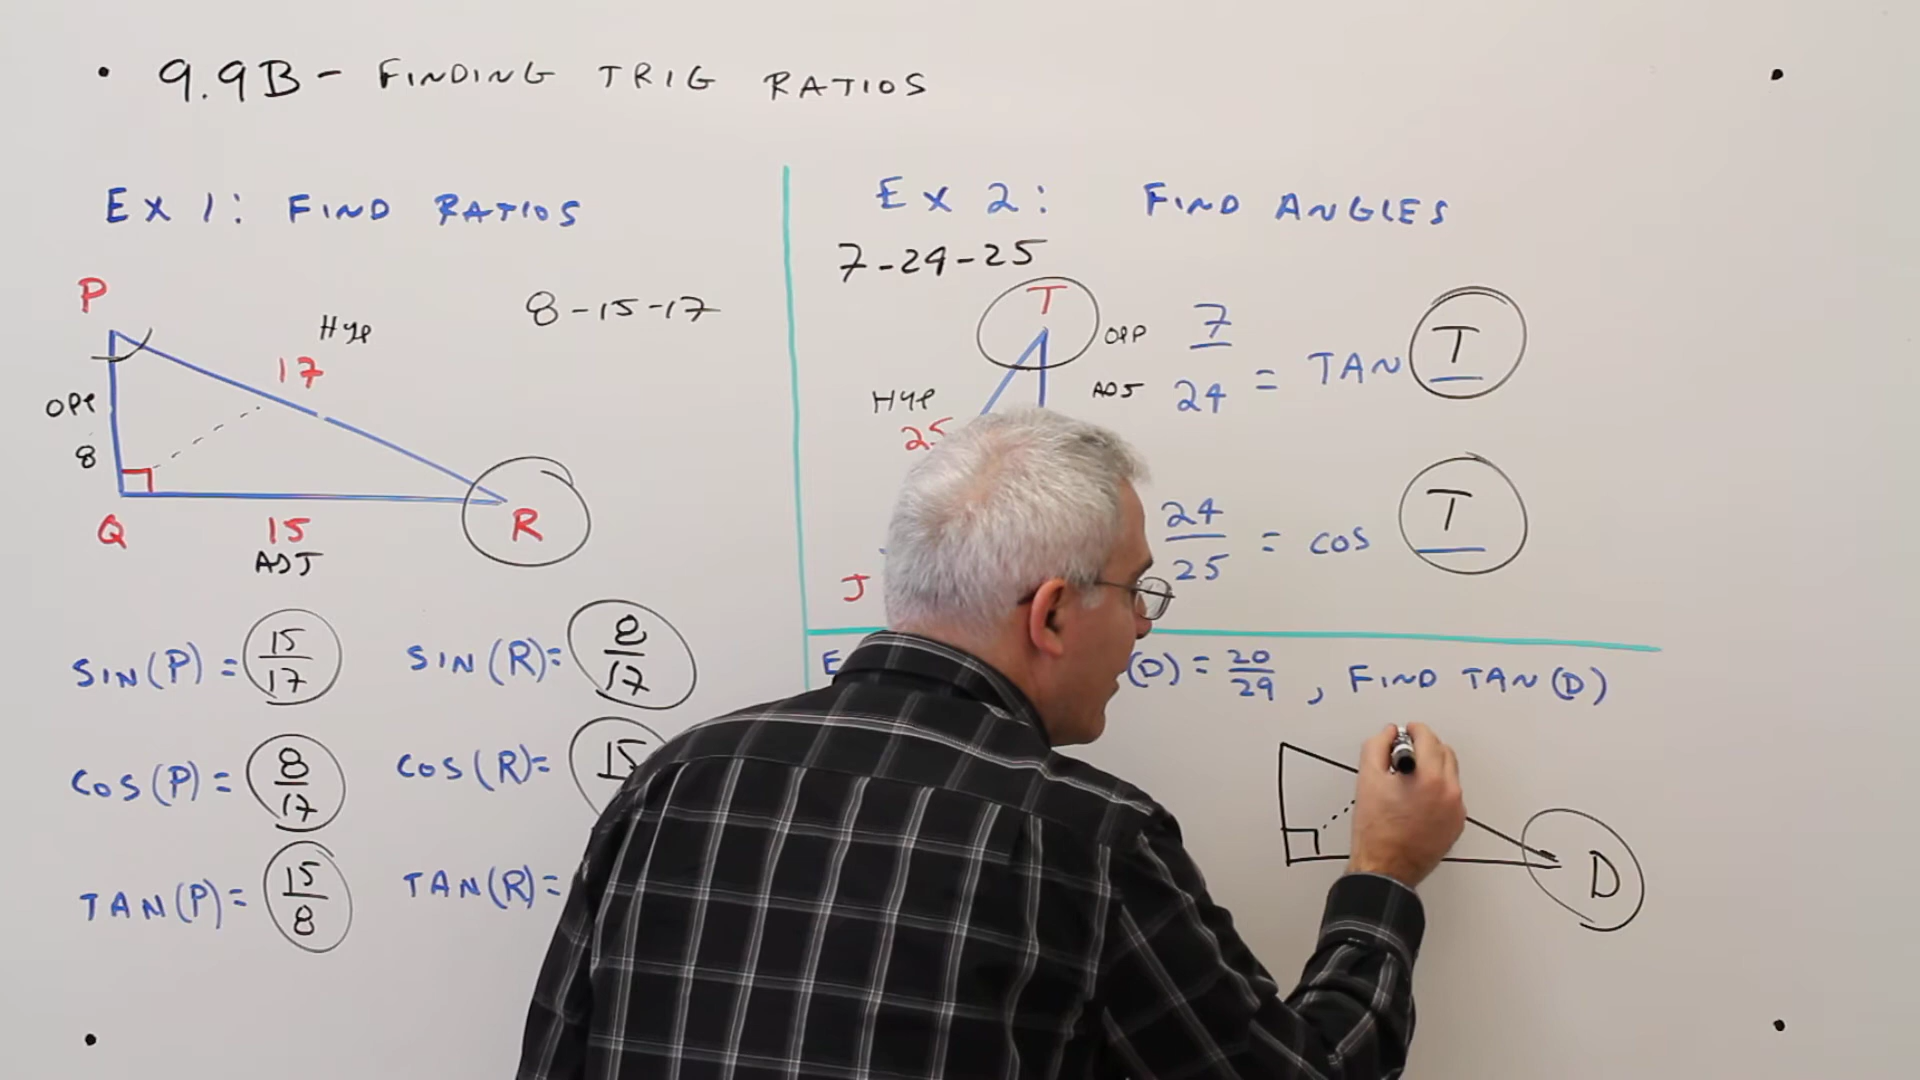 • 9.9B - FINDING TRIG RATIOS
EX 1: FIND RATIOS
P
8-15-17
HYP
17
OPP
8
Q
15
R
ADJ
SIN(P) = 15/17
SIN(R) = 8/17
COS(P) = 8/17
COS(R) = 15
TAN(P) = 15/8
TAN(R) =
EX 2: FIND ANGLES
7-24-25
T
HYP
25
J
OPP 7
ADJ 24 = TAN T
24/25 = COS T
E (D) = 20/29, FIND TAN(D)
D